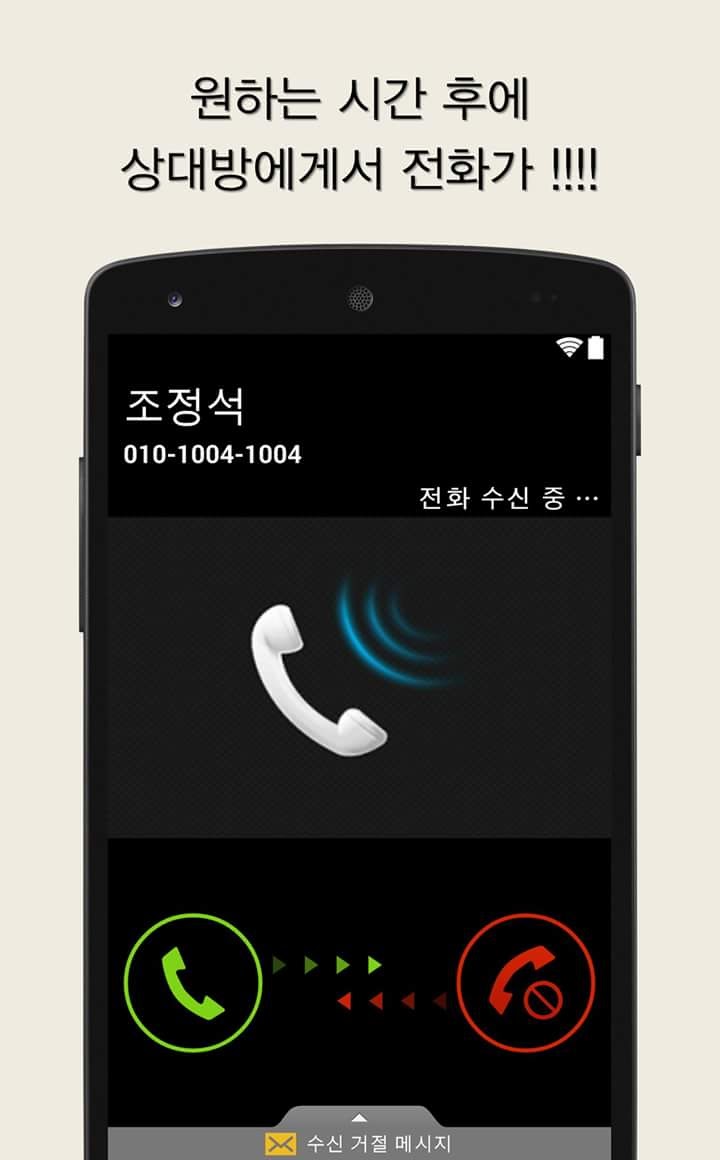 원하는 시간 후에
상대방에게서 전화가 !!!!
조정석
010-1004-1004
전화 수신 중 ···
수신 거절 메시지